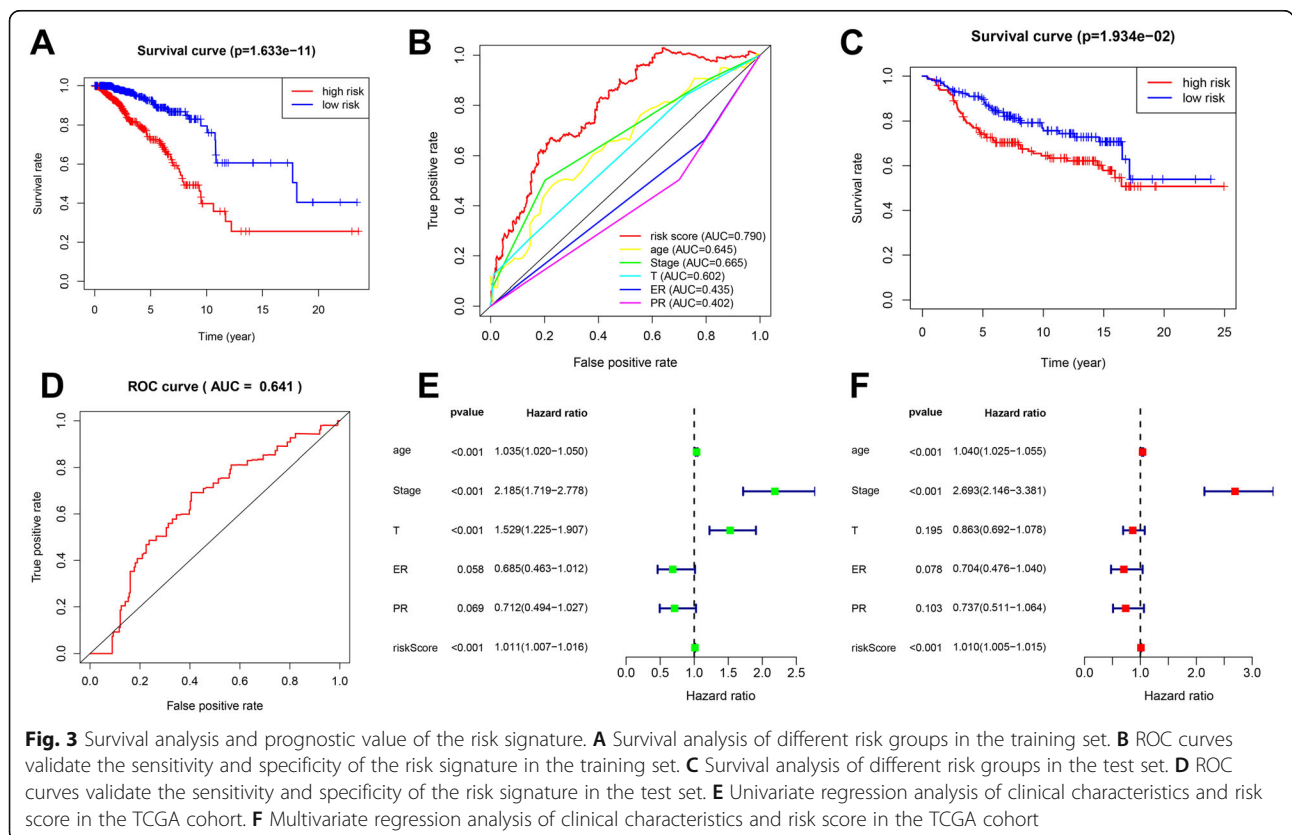 A
Survival curve (p=1.633e−11)
high risk
low risk
Survival rate
1.0
0.8
0.6
0.4
0.2
0.0
0 5 10 15 20
Time (year)
B
True positive rate
1.0
0.8
0.6
0.4
0.2
0.0
risk score (AUC=0.790)
age (AUC=0.645)
Stage (AUC=0.665)
T (AUC=0.602)
ER (AUC=0.435)
PR (AUC=0.402)
0.0 0.2 0.4 0.6 0.8 1.0
False positive rate
C
Survival curve (p=1.934e−02)
high risk
low risk
Survival rate
1.0
0.8
0.6
0.4
0.2
0.0
0 5 10 15 20 25
Time (year)
D
ROC curve ( AUC = 0.641 )
True positive rate
1.0
0.8
0.6
0.4
0.2
0.0
0.0 0.2 0.4 0.6 0.8 1.0
False positive rate
E
pvalue Hazard ratio
age <0.001 1.035(1.020−1.050)
Stage <0.001 2.185(1.719−2.778)
T <0.001 1.529(1.225−1.907)
ER 0.058 0.685(0.463−1.012)
PR 0.069 0.712(0.494−1.027)
riskScore <0.001 1.011(1.007−1.016)
0.0 0.5 1.0 1.5 2.0 2.5
Hazard ratio
F
pvalue Hazard ratio
age <0.001 1.040(1.025−1.055)
Stage <0.001 2.693(2.146−3.381)
T 0.195 0.863(0.692−1.078)
ER 0.078 0.704(0.476−1.040)
PR 0.103 0.737(0.511−1.064)
riskScore <0.001 1.010(1.005−1.015)
0.0 1.0 2.0 3.0
Hazard ratio
Fig. 3 Survival analysis and prognostic value of the risk signature. A Survival analysis of different risk groups in the training set. B ROC curves
validate the sensitivity and specificity of the risk signature in the training set. C Survival analysis of different risk groups in the test set. D ROC
curves validate the sensitivity and specificity of the risk signature in the test set. E Univariate regression analysis of clinical characteristics and risk
score in the TCGA cohort. F Multivariate regression analysis of clinical characteristics and risk score in the TCGA cohort